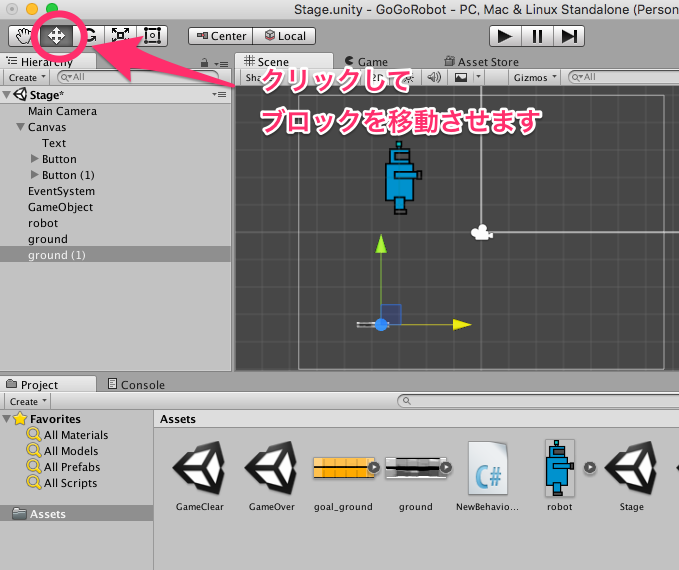 Stage.unity - GoGoRobot - PC, Mac & Linux Standalone (Person
Center
Local
Hierarchy
Create
All
Stage*
Main Camera
Canvas
Text
Button
Button (1)
EventSystem
GameObject
robot
ground
ground (1)
Scene
Game
Asset Store
Sha
2D
Gizmos
All
クリックして
ブロックを移動させます
Project
Console
Create
Favorites
All Materials
All Models
All Prefabs
All Scripts
Assets
Assets
C#
GameClear
GameOver
goal_ground
ground
NewBehavio...
robot
Stage